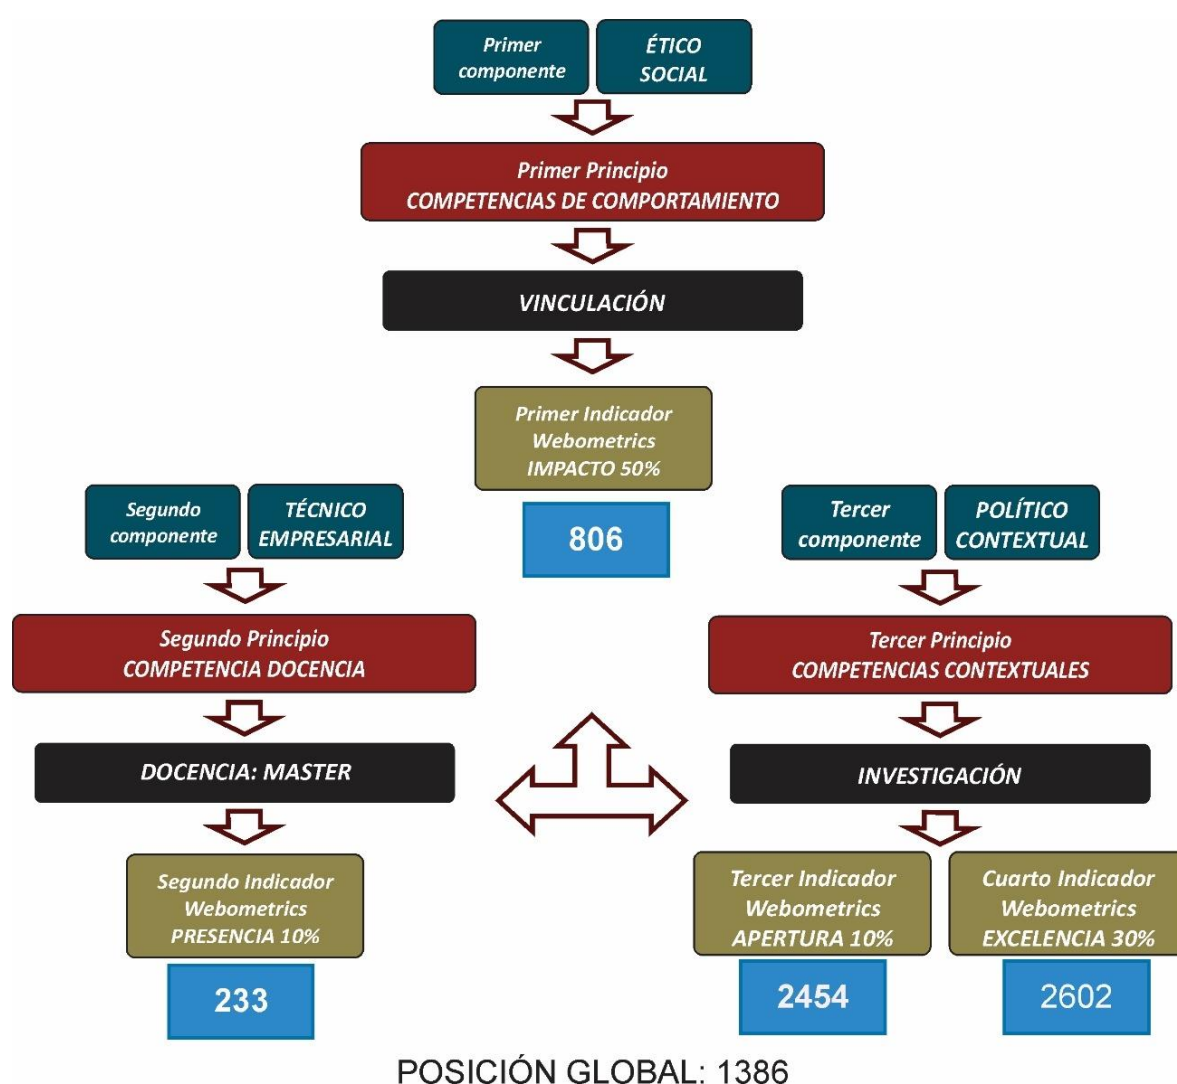 Primer
componente
ÉTICO
SOCIAL
Primer Principio
COMPETENCIAS DE COMPORTAMIENTO
VINCULACIÓN
Primer Indicador
Webometrics
IMPACTO 50%
806
Segundo
componente
TÉCNICO
EMPRESARIAL
Segundo Principio
COMPETENCIA DOCENCIA
DOCENCIA: MASTER
Segundo Indicador
Webometrics
PRESENCIA 10%
233
Tercer
componente
POLÍTICO
CONTEXTUAL
Tercer Principio
COMPETENCIAS CONTEXTUALES
INVESTIGACIÓN
Tercer Indicador
Webometrics
APERTURA 10%
2454
Cuarto Indicador
Webometrics
EXCELENCIA 30%
2602
POSICIÓN GLOBAL: 1386